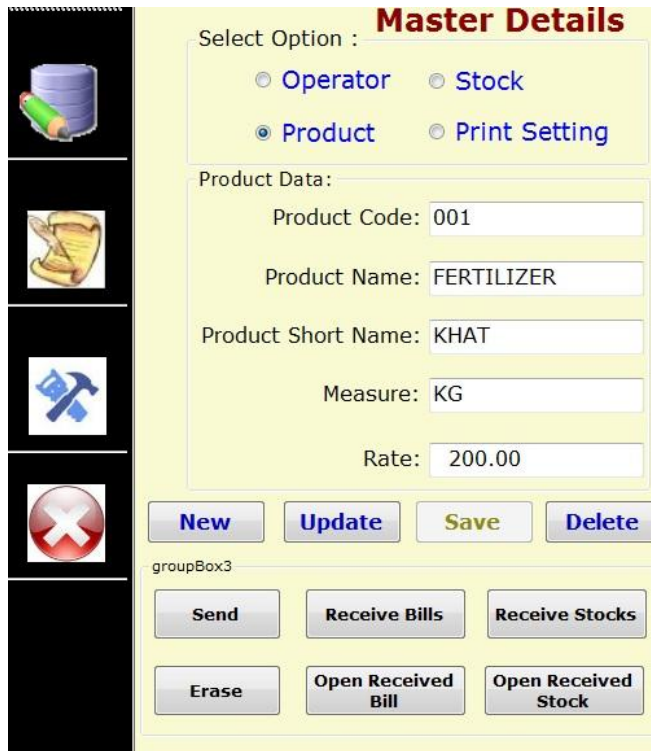 Master Details
Select Option :
Operator
Stock
Product
Print Setting
Product Data:
Product Code: 001
Product Name: FERTILIZER
Product Short Name: KHAT
Measure: KG
Rate: 200.00
New Update Save Delete
groupBox3
Send Receive Bills Receive Stocks
Erase
Open Received
Bill
Open Received
Stock